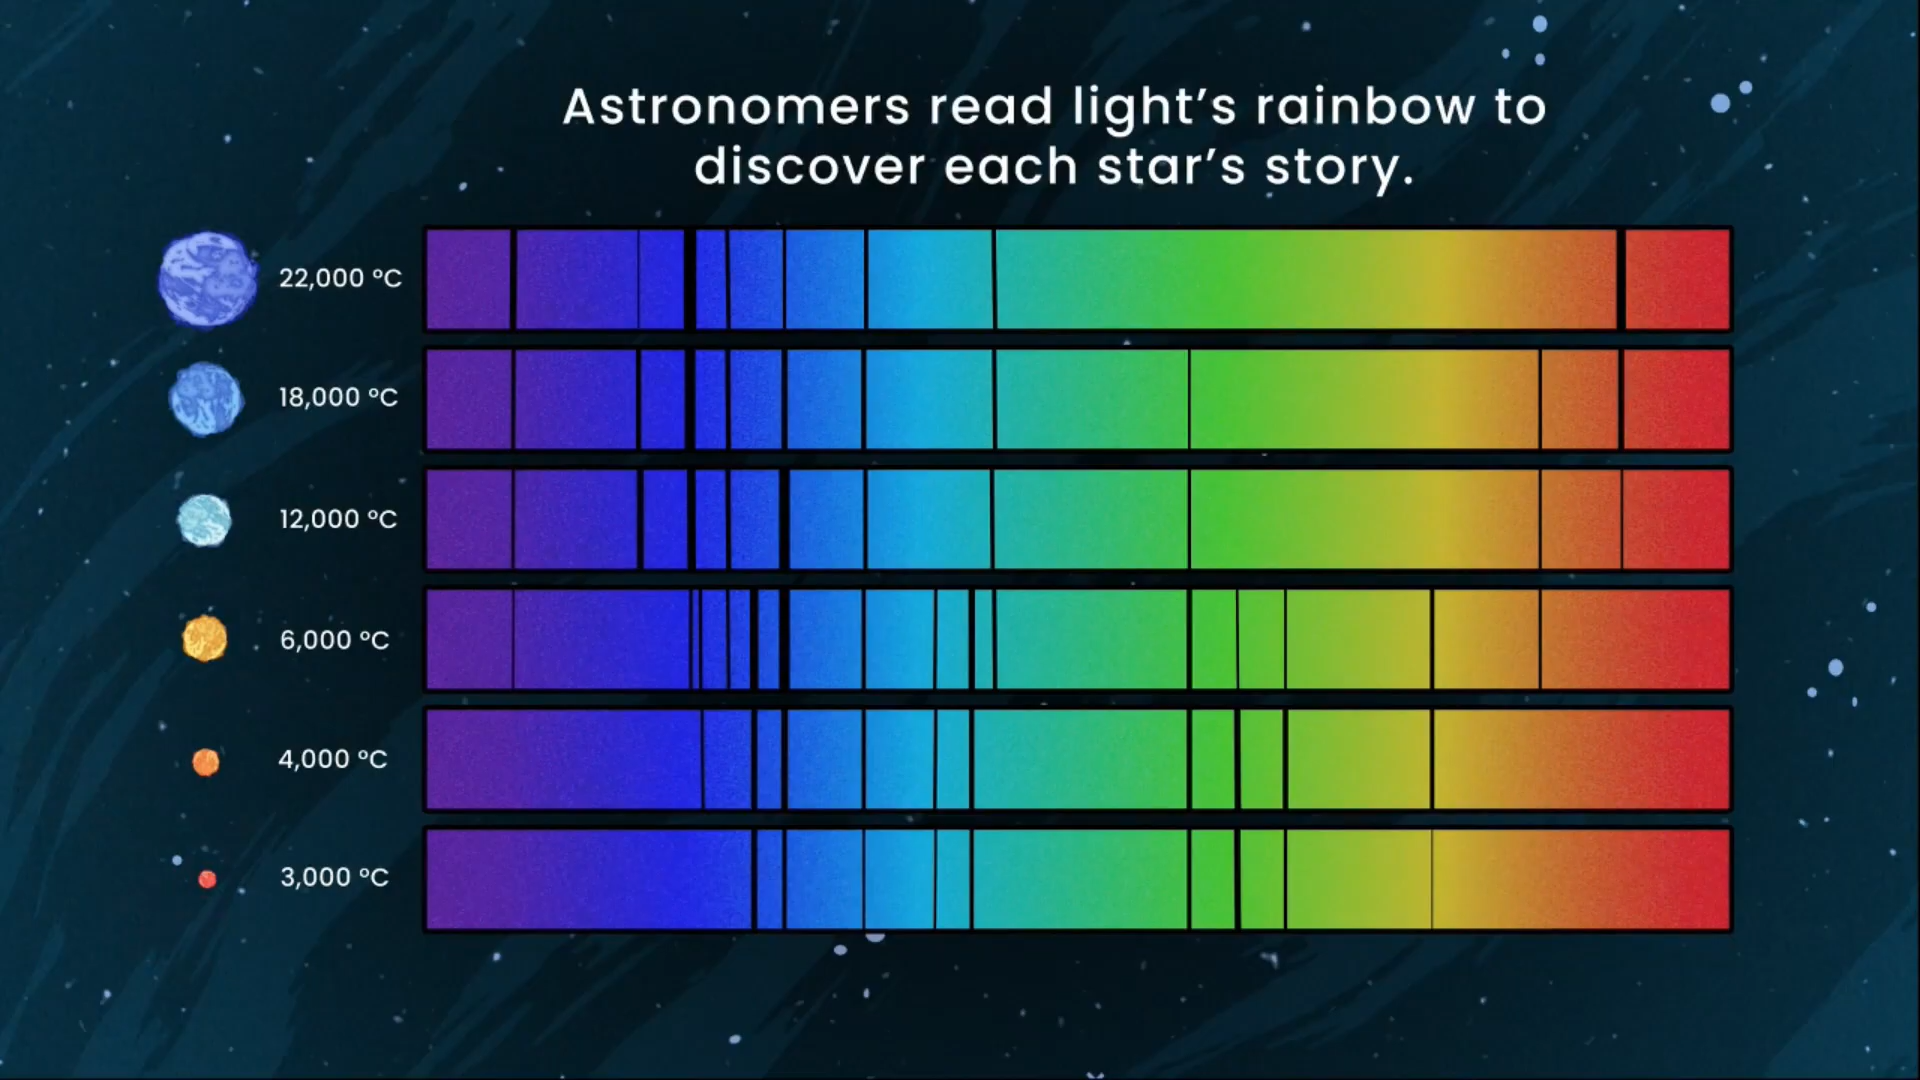 Astronomers read light’s rainbow to
discover each star’s story.
22,000 °C
18,000 °C
12,000 °C
6,000 °C
4,000 °C
3,000 °C